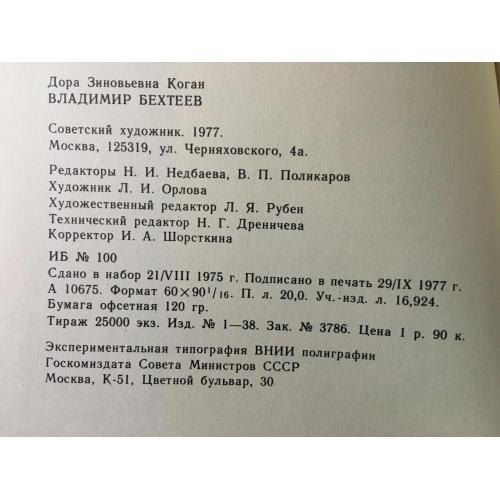 Дора Зиновьевна Коган
ВЛАДИМИР БЕХТЕЕВ
Советский художник. 1977.
Москва, 125319, ул. Черняховского, 4а.
Редакторы Н. И. Недбаева, В. П. Поликаров
Художник Л. И. Орлова
Художественный редактор Л. Я. Рубен
Технический редактор Н. Г. Дреничева
Корректор И. А. Шорсткина
ИБ № 100
Сдано в набор 21/VIII 1975 г. Подписано в печать 29/IX 1977 г.
А 10675. Формат 60×90¹/₁₆. П. л. 20,0. Уч.-изд. л. 16,924.
Бумага офсетная 120 гр.
Тираж 25000 экз. Изд. № 1—38. Зак. № 3786. Цена 1 р. 90 к.
Экспериментальная типография ВНИИ полиграфии
Госкомиздата Совета Министров СССР
Москва, К-51, Цветной бульвар, 30